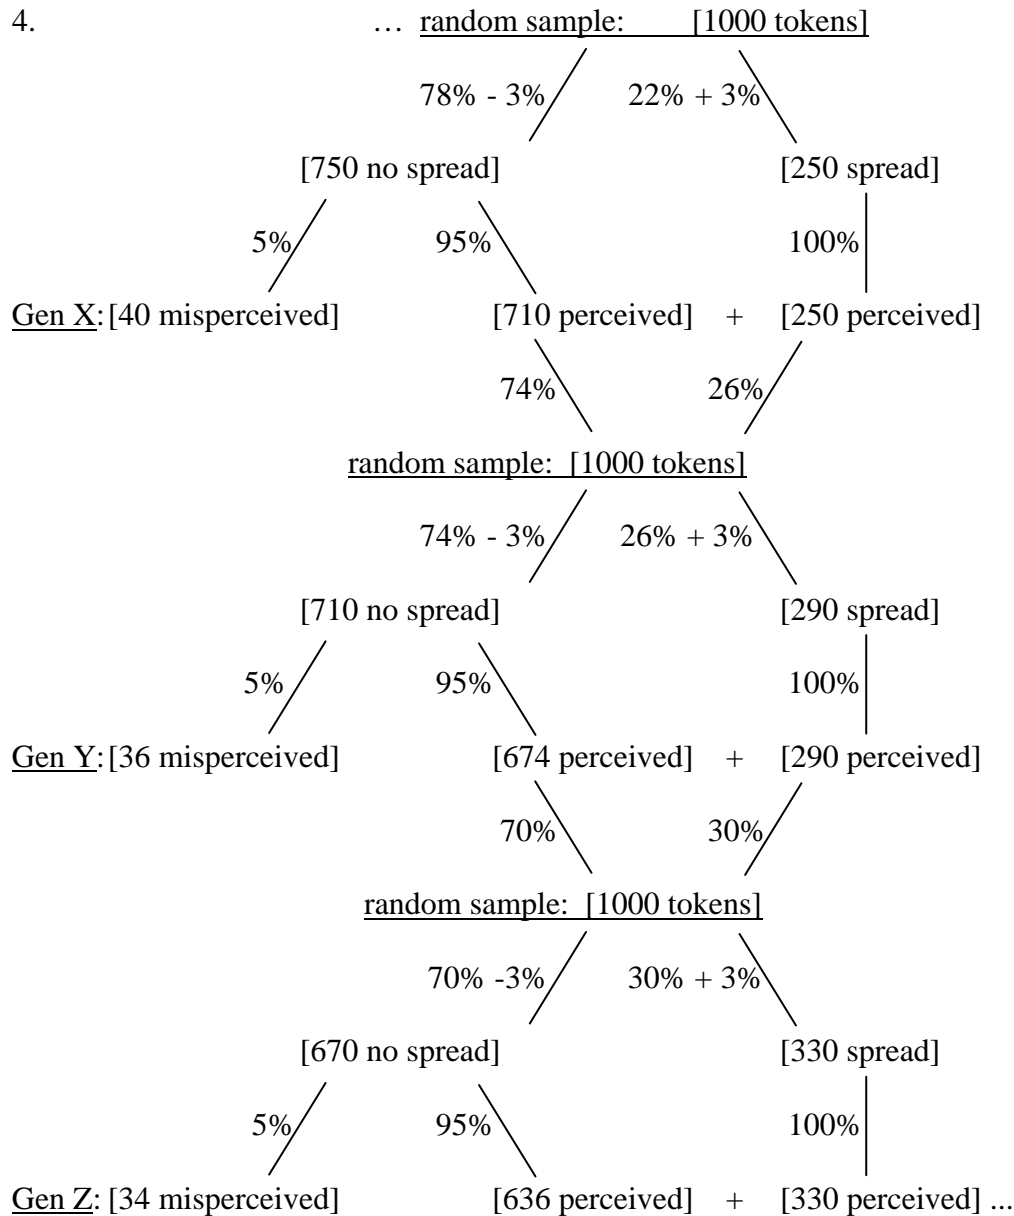 4. … random sample: [1000 tokens]
78% - 3% 22% + 3%
[750 no spread] [250 spread]
5% 95% 100%
Gen X: [40 misperceived] [710 perceived] + [250 perceived]
74% 26%
random sample: [1000 tokens]
74% - 3% 26% + 3%
[710 no spread] [290 spread]
5% 95% 100%
Gen Y: [36 misperceived] [674 perceived] + [290 perceived]
70% 30%
random sample: [1000 tokens]
70% -3% 30% + 3%
[670 no spread] [330 spread]
5% 95% 100%
Gen Z: [34 misperceived] [636 perceived] + [330 perceived] ...